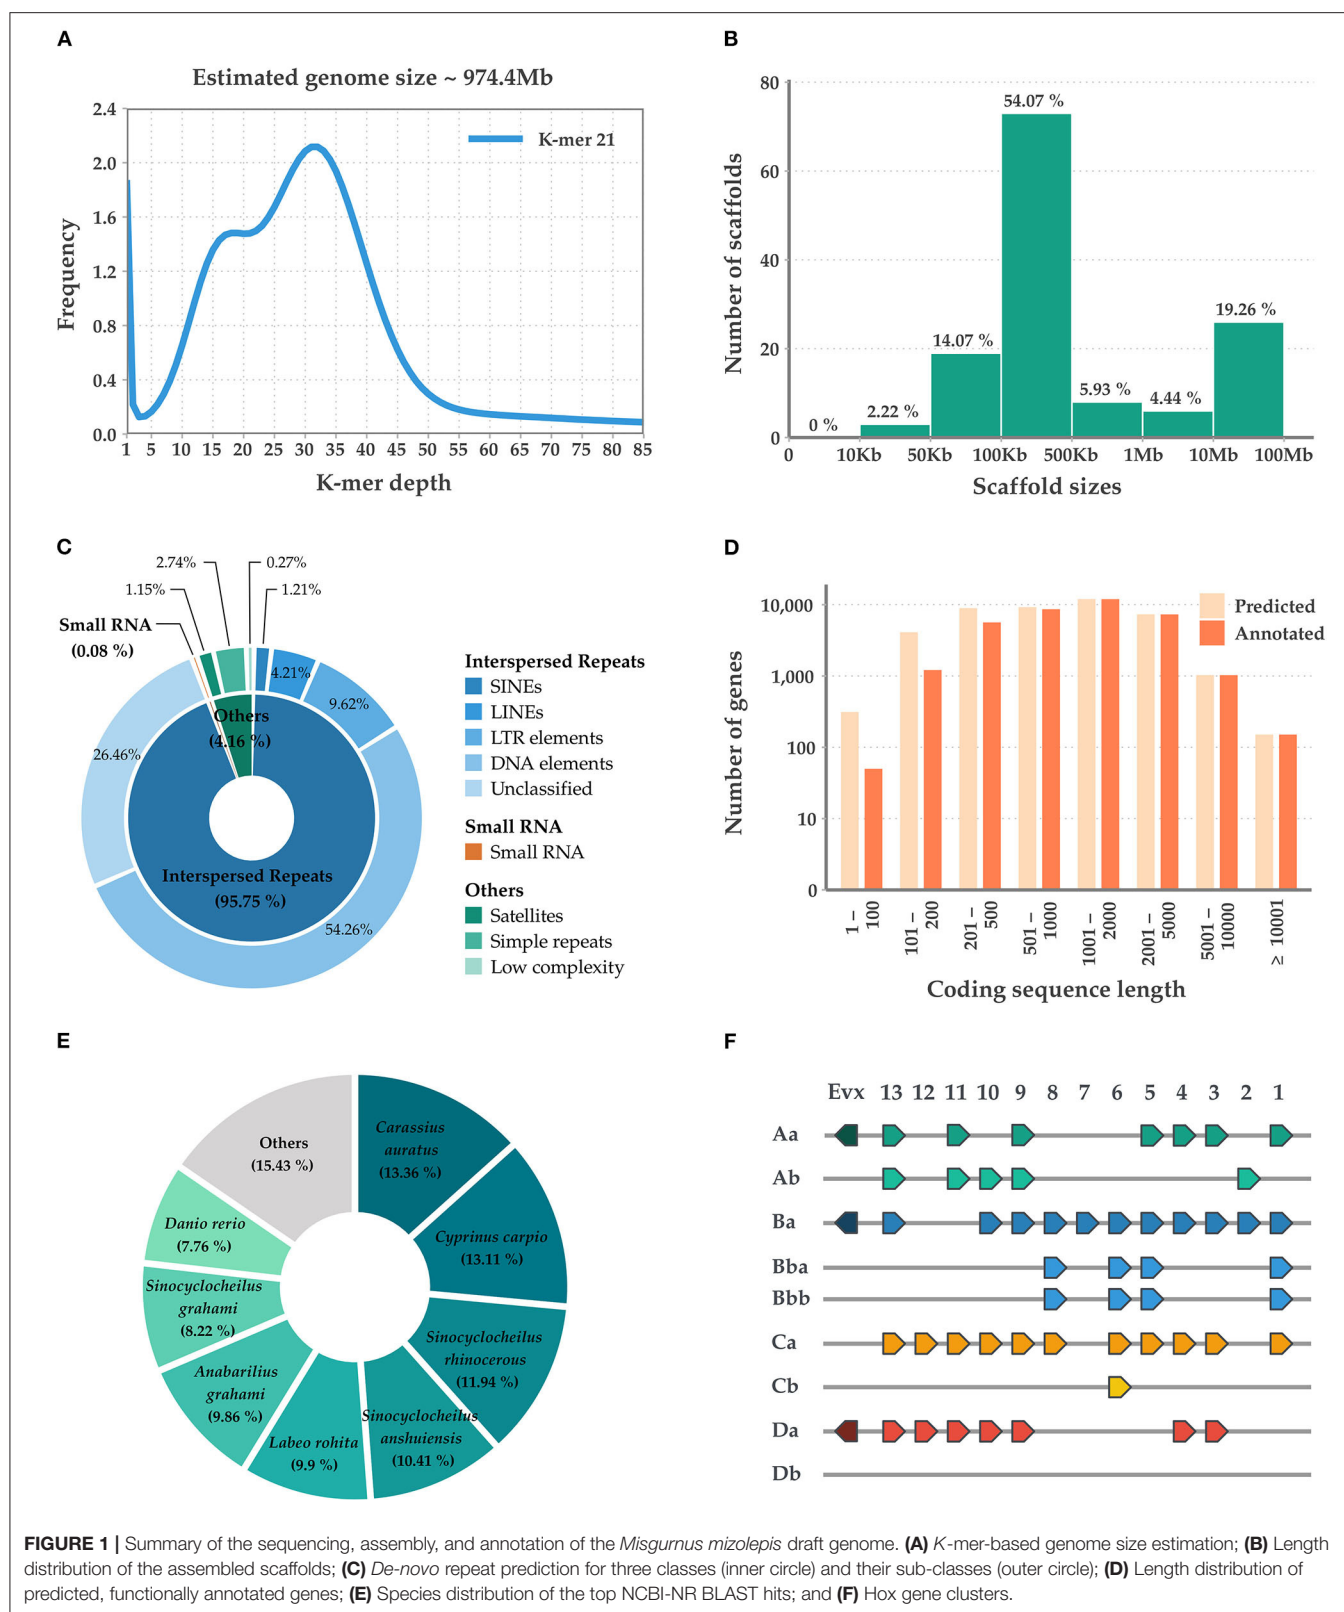 A
Estimated genome size ~ 974.4Mb
K-mer 21
Frequency
2.4
2.0
1.6
1.2
0.8
0.4
0.0
1 5 10 15 20 25 30 35 40 45 50 55 60 65 70 75 80 85
K-mer depth
B
Number of scaffolds
80
60
40
20
0
0 %
2.22 %
14.07 %
54.07 %
5.93 %
4.44 %
19.26 %
0 10Kb 50Kb 100Kb 500Kb 1Mb 10Mb 100Mb
Scaffold sizes
C
2.74%
0.27%
1.15%
1.21%
Small RNA
(0.08 %)
4.21%
9.62%
Others
(4.16 %)
26.46%
Interspersed Repeats
(95.75 %)
54.26%
Interspersed Repeats
SINEs
LINEs
LTR elements
DNA elements
Unclassified
Small RNA
Small RNA
Others
Satellites
Simple repeats
Low complexity
D
Number of genes
10,000
1,000
100
10
0
Predicted
Annotated
1 –
100
101 –
200
201 –
500
501 –
1000
1001 –
2000
2001 –
5000
5001 –
10000
≥ 10001
Coding sequence length
E
Others
(15.43 %)
Carassius
auratus
(13.36 %)
Cyprinus carpio
(13.11 %)
Sinocyclocheilus
rhinocerous
(11.94 %)
Sinocyclocheilus
anshuiensis
(10.41 %)
Labeo rohita
(9.9 %)
Anabarilius
grahami
(9.86 %)
Sinocyclocheilus
grahami
(8.22 %)
Danio rerio
(7.76 %)
F
Evx 13 12 11 10 9 8 7 6 5 4 3 2 1
Aa
Ab
Ba
Bba
Bbb
Ca
Cb
Da
Db
FIGURE 1 | Summary of the sequencing, assembly, and annotation of the Misgurnus mizolepis draft genome. (A) K-mer-based genome size estimation; (B) Length
distribution of the assembled scaffolds; (C) De-novo repeat prediction for three classes (inner circle) and their sub-classes (outer circle); (D) Length distribution of
predicted, functionally annotated genes; (E) Species distribution of the top NCBI-NR BLAST hits; and (F) Hox gene clusters.